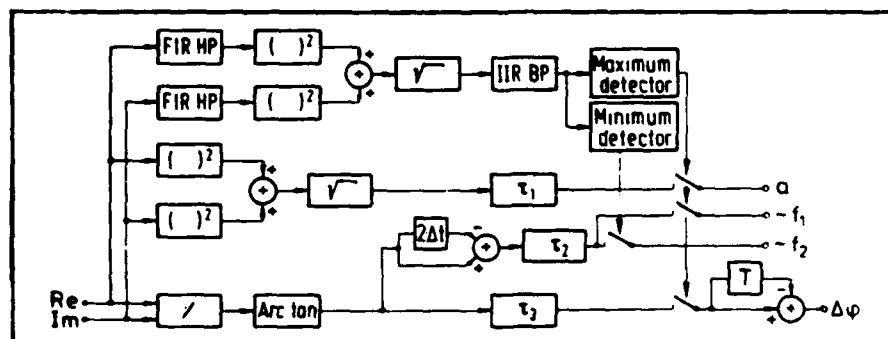 FIR HP
( )²
+
+
+
√
IIR BP
Maximum
detector
FIR HP
( )²
Minimum
detector
( )²
+
+
+
√
τ₁
a
( )²
~ f₁
2Δt
-
+
+
τ₂
~ f₂
Re
Im
⁄
Arc tan
τ₃
T
-
+
+
Δφ